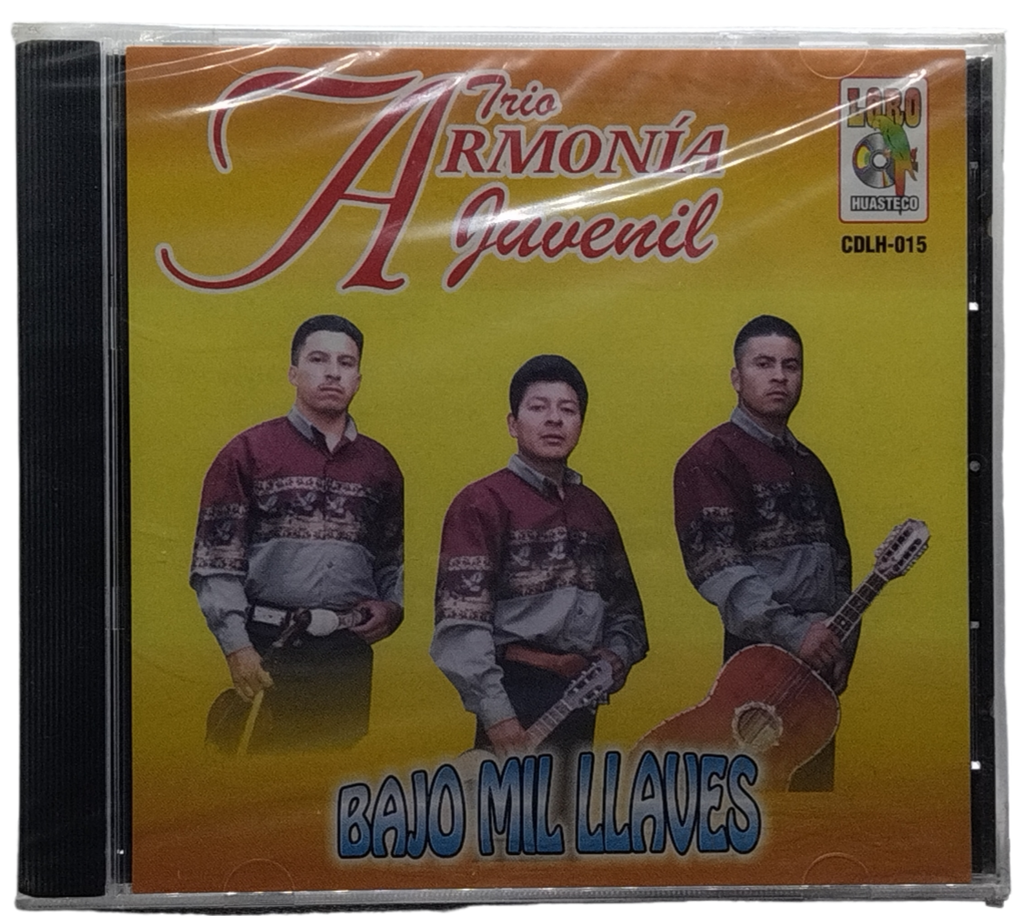 Trio
ARMONÍA
Juvenil
LORO
HUASTECO
CDLH-015
BAJO MIL LLAVES